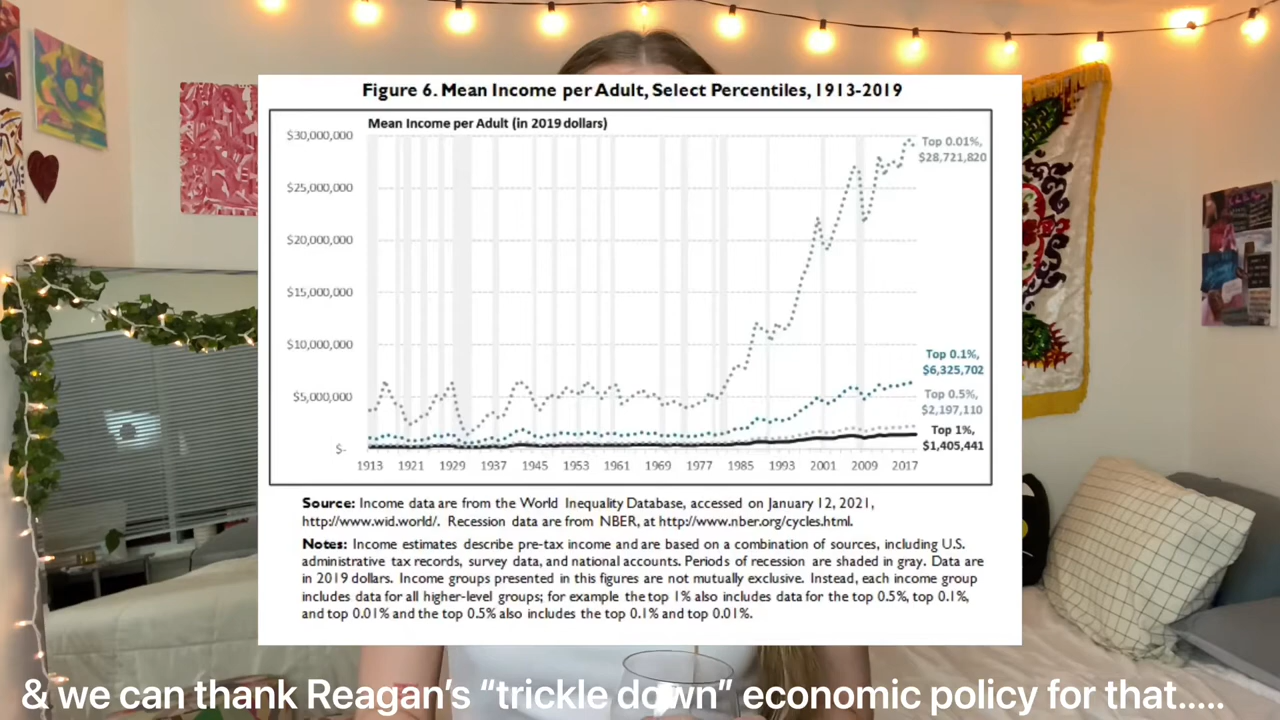 Figure 6. Mean Income per Adult, Select Percentiles, 1913-2019
Mean Income per Adult (in 2019 dollars)
$30,000,000
$25,000,000
$20,000,000
$15,000,000
$10,000,000
$5,000,000
$-
Top 0.01%,
$28,721,820
Top 0.1%,
$6,325,702
Top 0.5%,
$2,197,110
Top 1%,
$1,405,441
1913 1921 1929 1937 1945 1953 1961 1969 1977 1985 1993 2001 2009 2017
Source: Income data are from the World Inequality Database, accessed on January 12, 2021,
http://www.wid.world/. Recession data are from NBER, at http://www.nber.org/cycles.html.
Notes: Income estimates describe pre-tax income and are based on a combination of sources, including U.S.
administrative tax records, survey data, and national accounts. Periods of recession are shaded in gray. Data are
in 2019 dollars. Income groups presented in this figures are not mutually exclusive. Instead, each income group
includes data for all higher-level groups; for example the top 1% also includes data for the top 0.5%, top 0.1%,
and top 0.01% and the top 0.5% also includes the top 0.1% and top 0.01%.
& we can thank Reagan’s “trickle down” economic policy for that.....